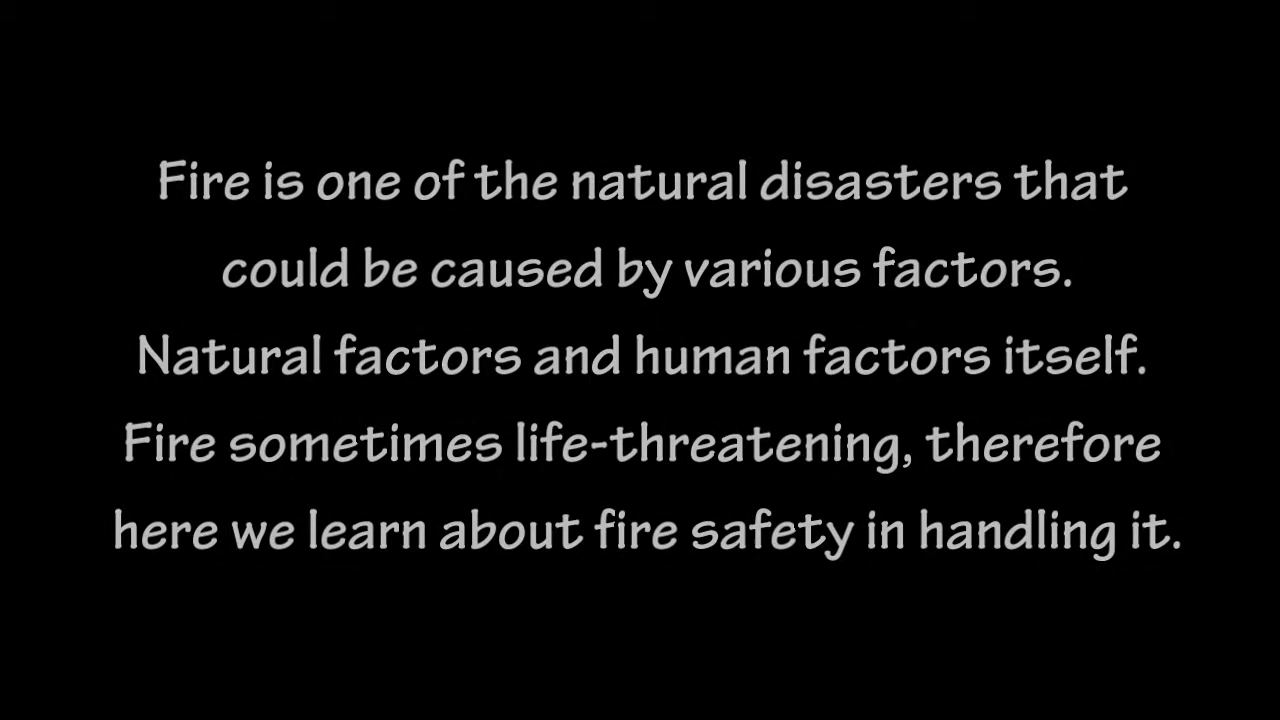 Fire is one of the natural disasters that
could be caused by various factors.
Natural factors and human factors itself.
Fire sometimes life-threatening, therefore
here we learn about fire safety in handling it.